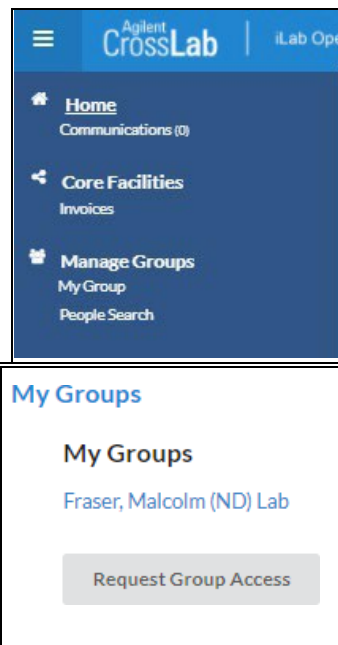 Agilent
CrossLab
iLab Ope
Home
Communications (0)
Core Facilities
Invoices
Manage Groups
My Group
People Search
My Groups
My Groups
Fraser, Malcolm (ND) Lab
Request Group Access